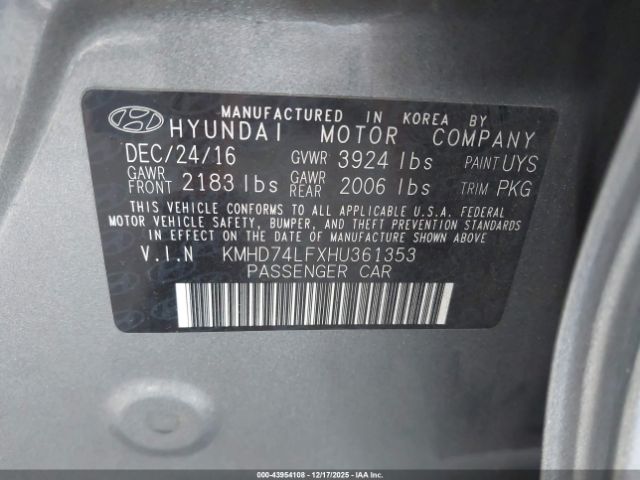 MANUFACTURED IN KOREA BY
HYUNDAI MOTOR COMPANY
DEC/24/16 GVWR 3924 lbs PAINT UYS
GAWR FRONT 2183 lbs GAWR REAR 2006 lbs TRIM PKG
THIS VEHICLE CONFORMS TO ALL APPLICABLE U.S.A. FEDERAL
MOTOR VEHICLE SAFETY, BUMPER, AND THEFT PREVENTION STANDARDS
IN EFFECT ON THE DATE OF MANUFACTURE SHOWN ABOVE
V.I.N KMHD74LFXHU361353
PASSENGER CAR
000-43954108 - 12/17/2025 - IAAI.COM